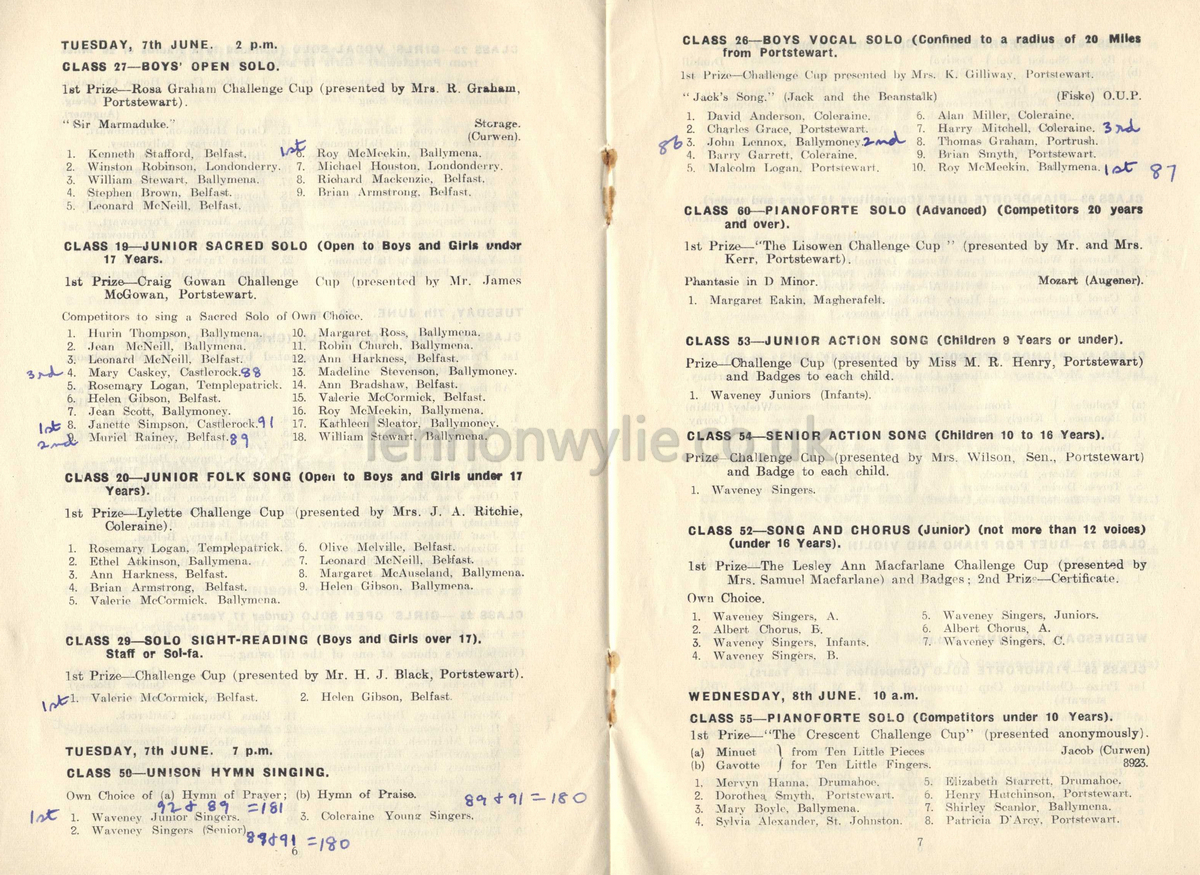 TUESDAY, 7th JUNE. 2 p.m.
CLASS 27—BOYS' OPEN SOLO.
1st Prize—Rosa Graham Challenge Cup (presented by Mrs. R. Graham,
Portstewart).
"Sir Marmaduke." Storage.
(Curwen).
1. Kenneth Stafford, Belfast. 1st 6. Roy McMeekin, Ballymena.
2. Winston Robinson, Londonderry. 7. Michael Houston, Londonderry.
3. William Stewart, Ballymena. 8. Richard Mackenzie, Belfast.
4. Stephen Brown, Belfast. 9. Brian Armstrong, Belfast.
5. Leonard McNeill, Belfast.
CLASS 19—JUNIOR SACRED SOLO (Open to Boys and Girls under
17 Years.
1st Prize—Craig Gowan Challenge Cup (presented by Mr. James
McGowan, Portstewart.
Competitors to sing a Sacred Solo of Own Choice.
1. Hurin Thompson, Ballymena. 10. Margaret Ross, Ballymena.
2. Jean McNeill, Ballymena. 11. Robin Church, Ballymena.
3. Leonard McNeill, Belfast. 12. Ann Harkness, Belfast.
3rd 4. Mary Caskey, Castlerock. 88 13. Madeline Stevenson, Ballymoney.
5. Rosemary Logan, Templepatrick. 14. Ann Bradshaw, Belfast.
6. Helen Gibson, Belfast. 15. Valerie McCormick, Belfast.
7. Jean Scott, Ballymoney. 16. Roy McMeekin, Ballymena.
1st 8. Janette Simpson, Castlerock. 91 17. Kathleen Sleator, Ballymoney.
2nd Muriel Rainey, Belfast. 89 18. William Stewart, Ballymena.
CLASS 20—JUNIOR FOLK SONG (Open to Boys and Girls under 17
Years).
1st Prize—Lylette Challenge Cup (presented by Mrs. J. A. Ritchie,
Coleraine).
1. Rosemary Logan, Templepatrick. 6. Olive Melville, Belfast.
2. Ethel Atkinson, Ballymena. 7. Leonard McNeill, Belfast.
3. Ann Harkness, Belfast. 8. Margaret McAuseland, Ballymena.
4. Brian Armstrong, Belfast. 9. Helen Gibson, Ballymena.
5. Valerie McCormick, Ballymena.
CLASS 29—SOLO SIGHT-READING (Boys and Girls over 17).
Staff or Sol-fa.
1st Prize—Challenge Cup (presented by Mr. H. J. Black, Portstewart).
1st 1. Valerie McCormick, Belfast. 2. Helen Gibson, Belfast.
TUESDAY, 7th JUNE. 7 p.m.
CLASS 50—UNISON HYMN SINGING.
Own Choice of (a) Hymn of Prayer; (b) Hymn of Praise.
92 & 89 = 181 89 + 91 = 180
1st 1. Waveney Junior Singers. 3. Coleraine Young Singers.
2. Waveney Singers (Senior) 89 & 91 = 180
6
CLASS 26—BOYS VOCAL SOLO (Confined to a radius of 20 Miles
from Portstewart.
1st Prize—Challenge Cup presented by Mrs. K. Gilliway, Portstewart.
"Jack's Song." (Jack and the Beanstalk) (Fiske) O.U.P.
1. David Anderson, Coleraine. 6. Alan Miller, Coleraine.
2. Charles Grace, Portstewart. 7. Harry Mitchell, Coleraine. 3rd
86 3. John Lennox, Ballymoney. 2nd 8. Thomas Graham, Portrush.
4. Barry Garrett, Coleraine. 9. Brian Smyth, Portstewart.
5. Malcolm Logan, Portstewart. 10. Roy McMeekin, Ballymena. 1st 87
CLASS 60—PIANOFORTE SOLO (Advanced) (Competitors 20 years
and over).
1st Prize—"The Lisowen Challenge Cup " (presented by Mr. and Mrs.
Kerr, Portstewart).
Phantasie in D Minor. Mozart (Augener).
1. Margaret Eakin, Magherafelt.
CLASS 53—JUNIOR ACTION SONG (Children 9 Years or under).
Prize—Challenge Cup (presented by Miss M. R. Henry, Portstewart)
and Badges to each child.
1. Waveney Juniors (Infants).
CLASS 54—SENIOR ACTION SONG (Children 10 to 16 Years).
Prize—Challenge Cup (presented by Mrs. Wilson, Sen., Portstewart)
and Badge to each child.
1. Waveney Singers.
CLASS 52—SONG AND CHORUS (Junior) (not more than 12 voices)
(under 16 Years).
1st Prize—The Lesley Ann Macfarlane Challenge Cup (presented by
Mrs. Samuel Macfarlane) and Badges; 2nd Prize—Certificate.
Own Choice.
1. Waveney Singers, A. 5. Waveney Singers, Juniors.
2. Albert Chorus, B. 6. Albert Chorus, A.
3. Waveney Singers, Infants. 7. Waveney Singers, C.
4. Waveney Singers, B.
WEDNESDAY, 8th JUNE. 10 a.m.
CLASS 55—PIANOFORTE SOLO (Competitors under 10 Years).
1st Prize—"The Crescent Challenge Cup" (presented anonymously).
(a) Minuet } from Ten Little Pieces Jacob (Curwen)
(b) Gavotte } for Ten Little Fingers. 8923.
1. Mervyn Hanna, Drumahoe. 5. Elizabeth Starrett, Drumahoe.
2. Dorothea Smyth, Portstewart. 6. Henry Hutchinson, Portstewart.
3. Mary Boyle, Ballymena. 7. Shirley Scanlor, Ballymena.
4. Sylvia Alexander, St. Johnston. 8. Patricia D'Arcy, Portstewart.
7
lennonwylie.co.uk